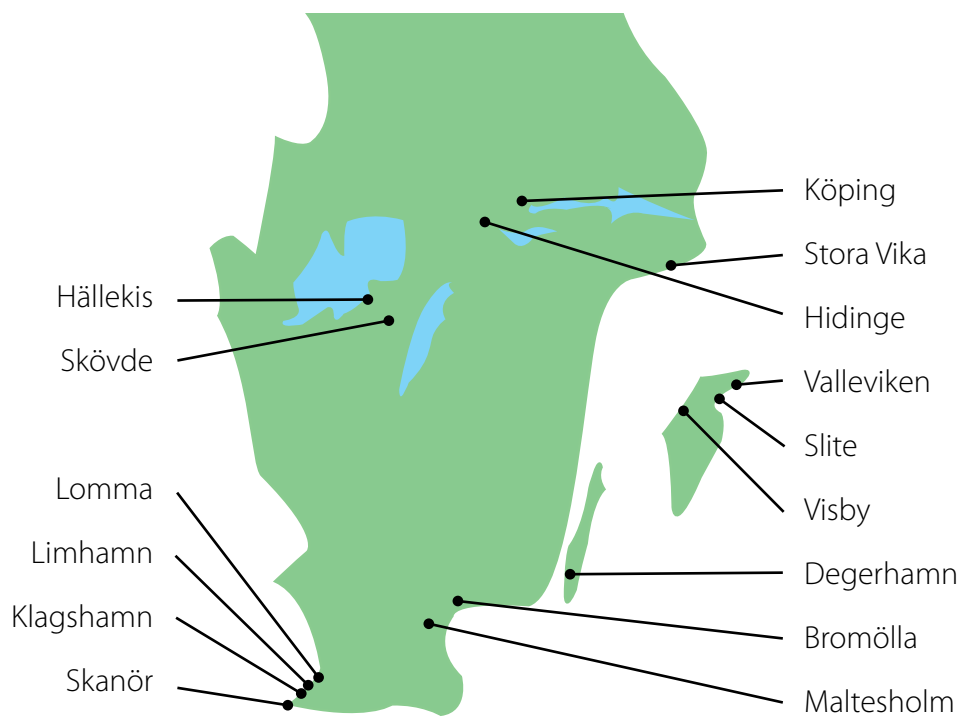 Hällekis
Skövde
Lomma
Limhamn
Klagshamn
Skanör
Köping
Stora Vika
Hidinge
Valleviken
Slite
Visby
Degerhamn
Bromölla
Maltesholm